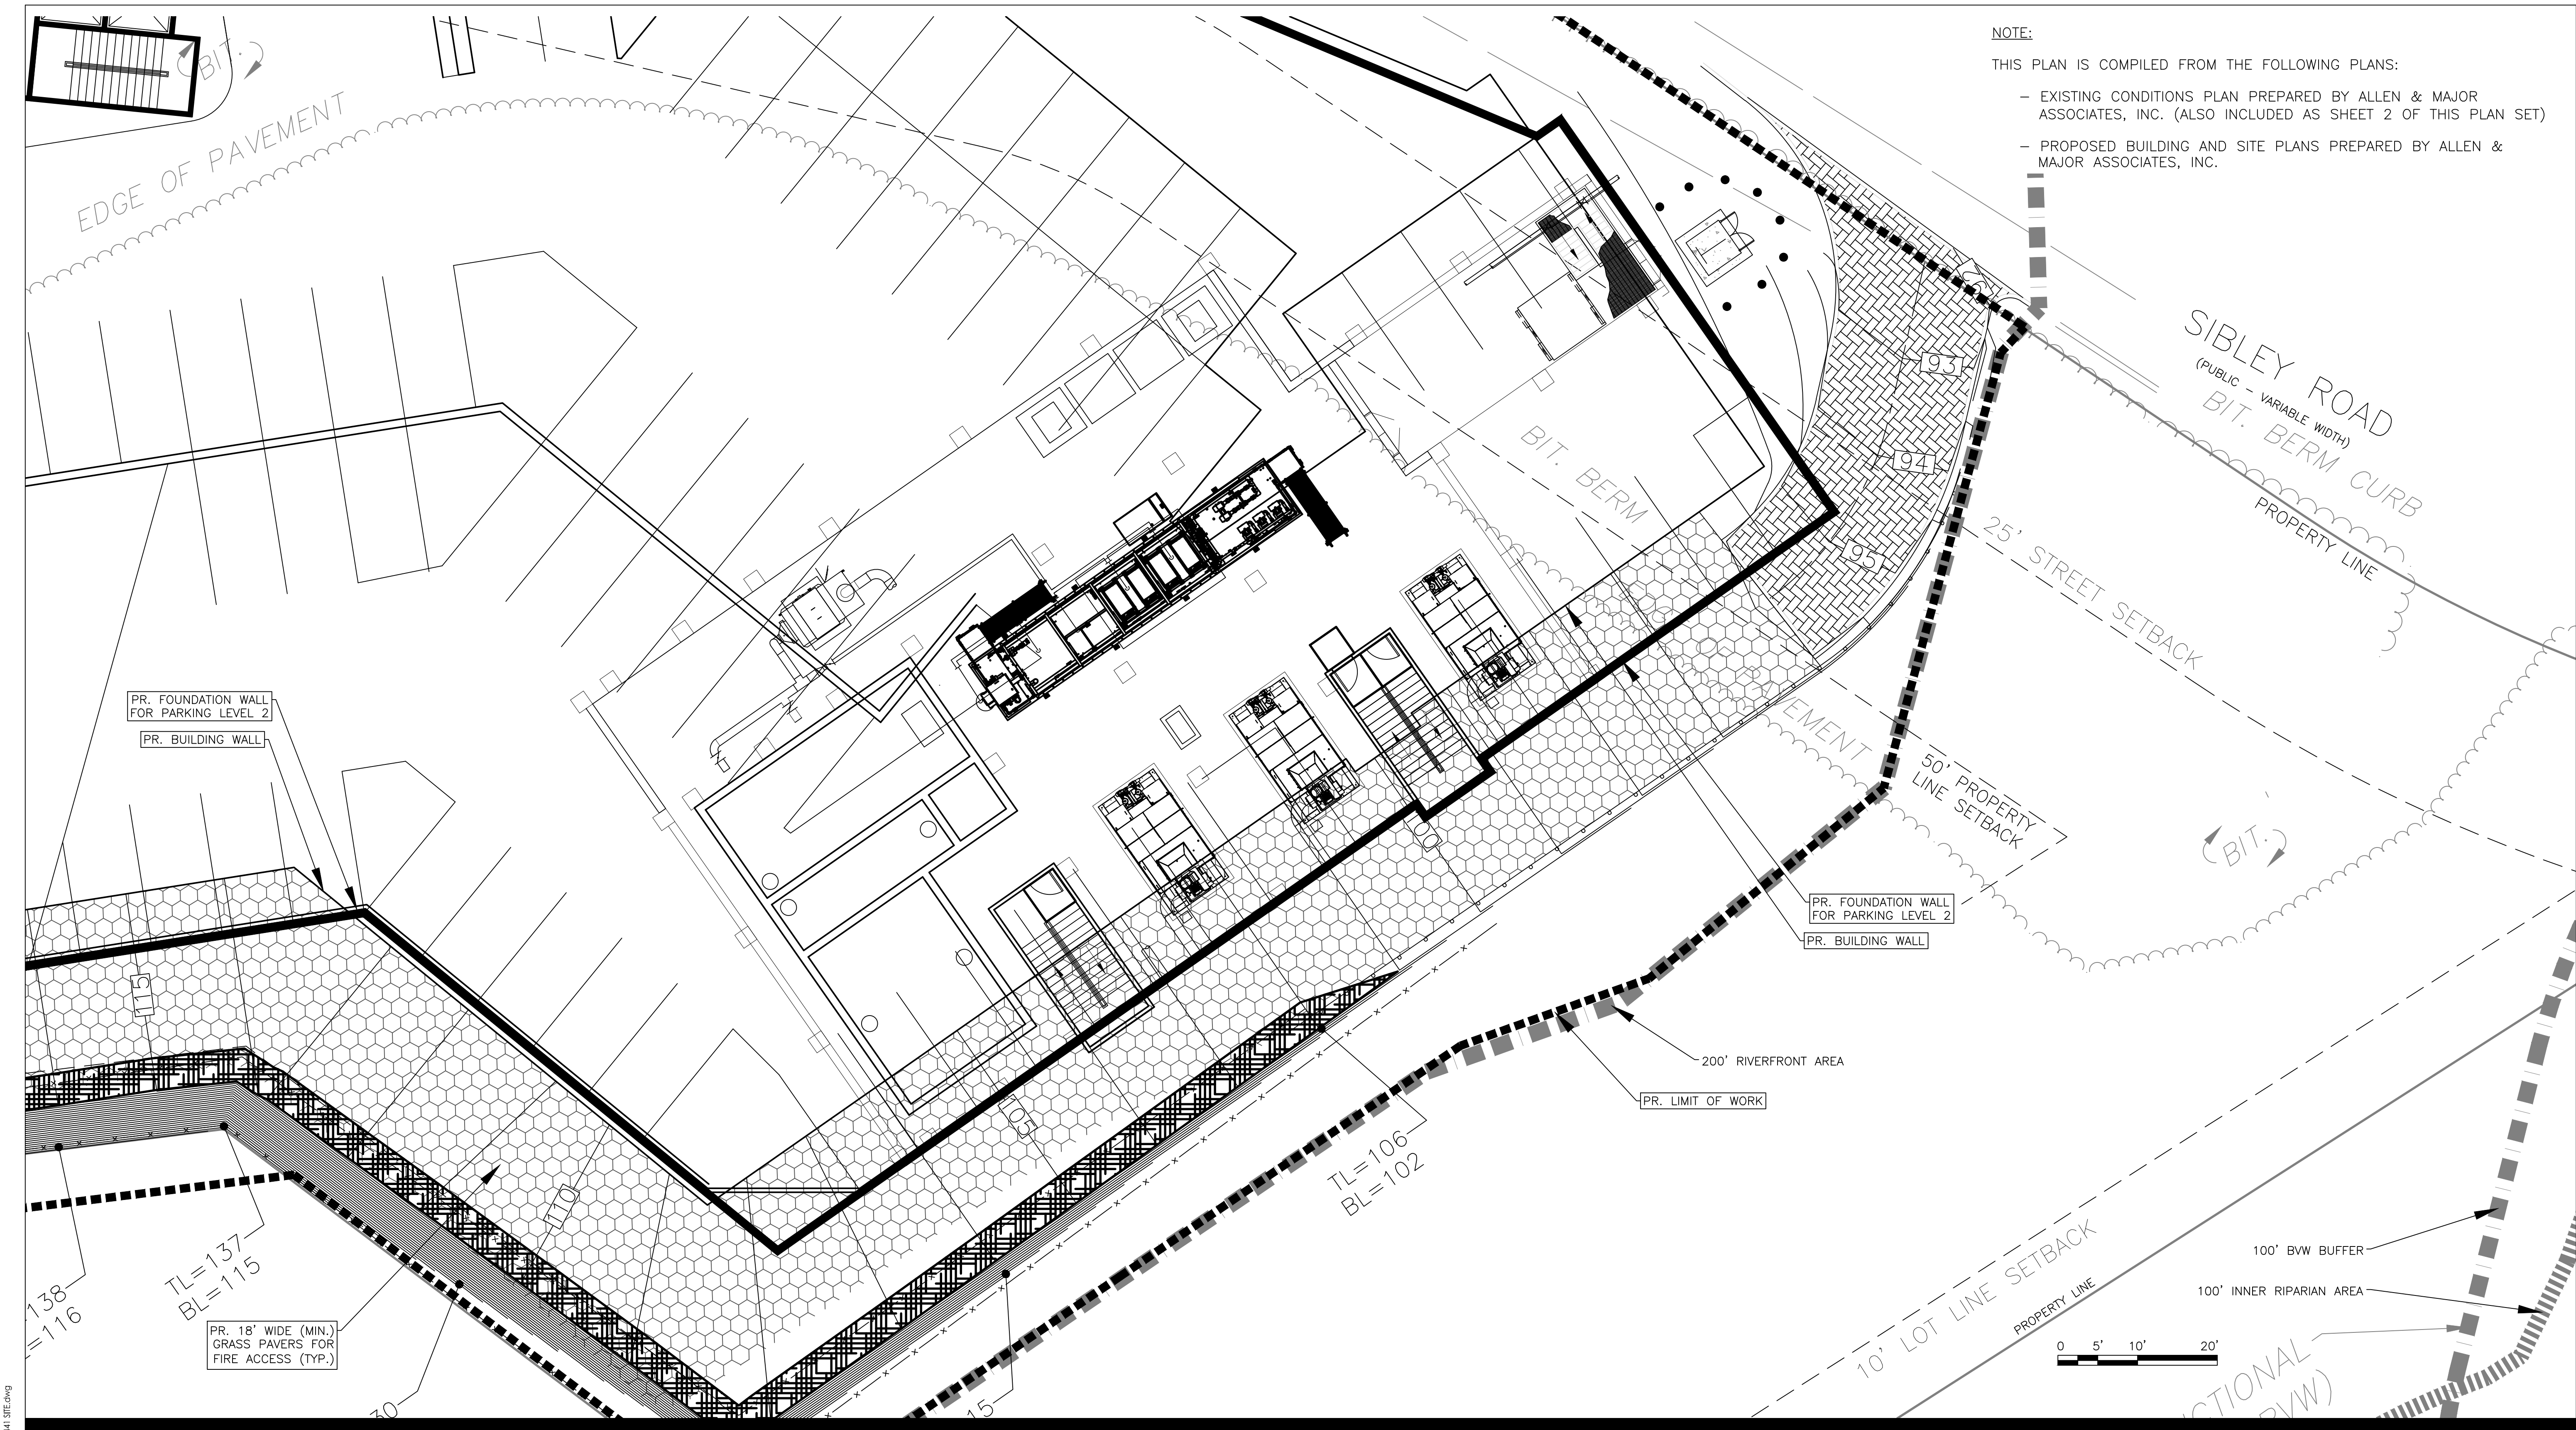 NOTE:
THIS PLAN IS COMPILED FROM THE FOLLOWING PLANS:
– EXISTING CONDITIONS PLAN PREPARED BY ALLEN & MAJOR
ASSOCIATES, INC. (ALSO INCLUDED AS SHEET 2 OF THIS PLAN SET)
– PROPOSED BUILDING AND SITE PLANS PREPARED BY ALLEN &
MAJOR ASSOCIATES, INC.
BIT.
EDGE OF PAVEMENT
SIBLEY ROAD
(PUBLIC – VARIABLE WIDTH)
BIT. BERM CURB
PROPERTY LINE
93
94
95
BIT. BERM
25' STREET SETBACK
50' PROPERTY
LINE SETBACK
BIT.
PR. FOUNDATION WALL
FOR PARKING LEVEL 2
PR. BUILDING WALL
PR. FOUNDATION WALL
FOR PARKING LEVEL 2
PR. BUILDING WALL
115
110
105
200' RIVERFRONT AREA
PR. LIMIT OF WORK
TL=106
BL=102
TL=137
BL=115
138
=116
PR. 18' WIDE (MIN.)
GRASS PAVERS FOR
FIRE ACCESS (TYP.)
30
15
10' LOT LINE SETBACK
PROPERTY LINE
100' BVW BUFFER
100' INNER RIPARIAN AREA
0 5' 10' 20'
CTIONAL
BVW)
SITE.dwg